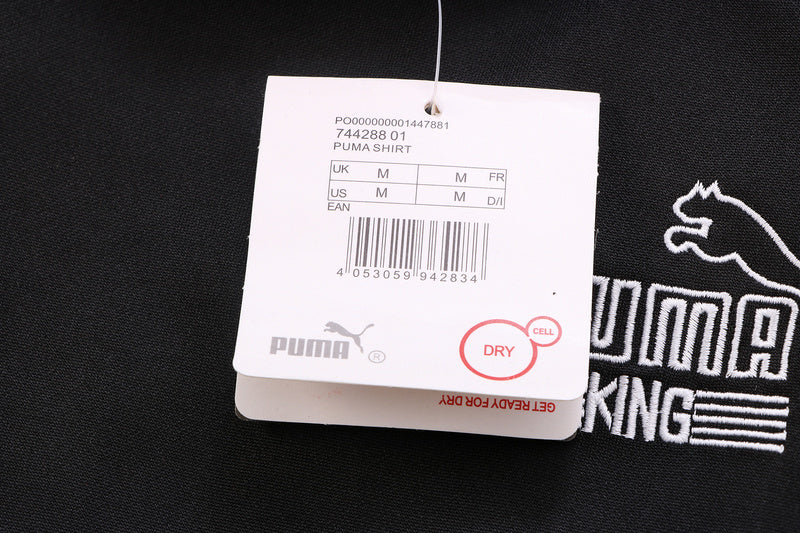 PO000000001447881
744288 01
PUMA SHIRT
UK M M FR
US M M D/I
EAN
4 053059 942834
PUMA ®
CELL
DRY
GET READY FOR DRY
UMA
KING